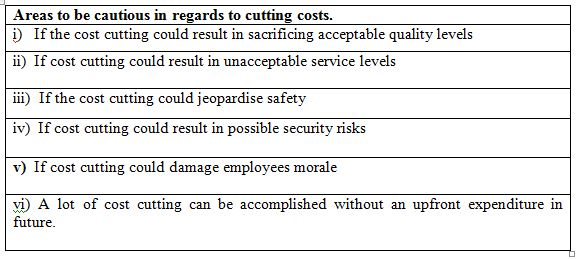 Areas to be cautious in regards to cutting costs.
i) If the cost cutting could result in sacrificing acceptable quality levels
ii) If cost cutting could result in unacceptable service levels
iii) If the cost cutting could jeopardise safety
iv) If cost cutting could result in possible security risks
v) If cost cutting could damage employees morale
vi) A lot of cost cutting can be accomplished without an upfront expenditure in
future.